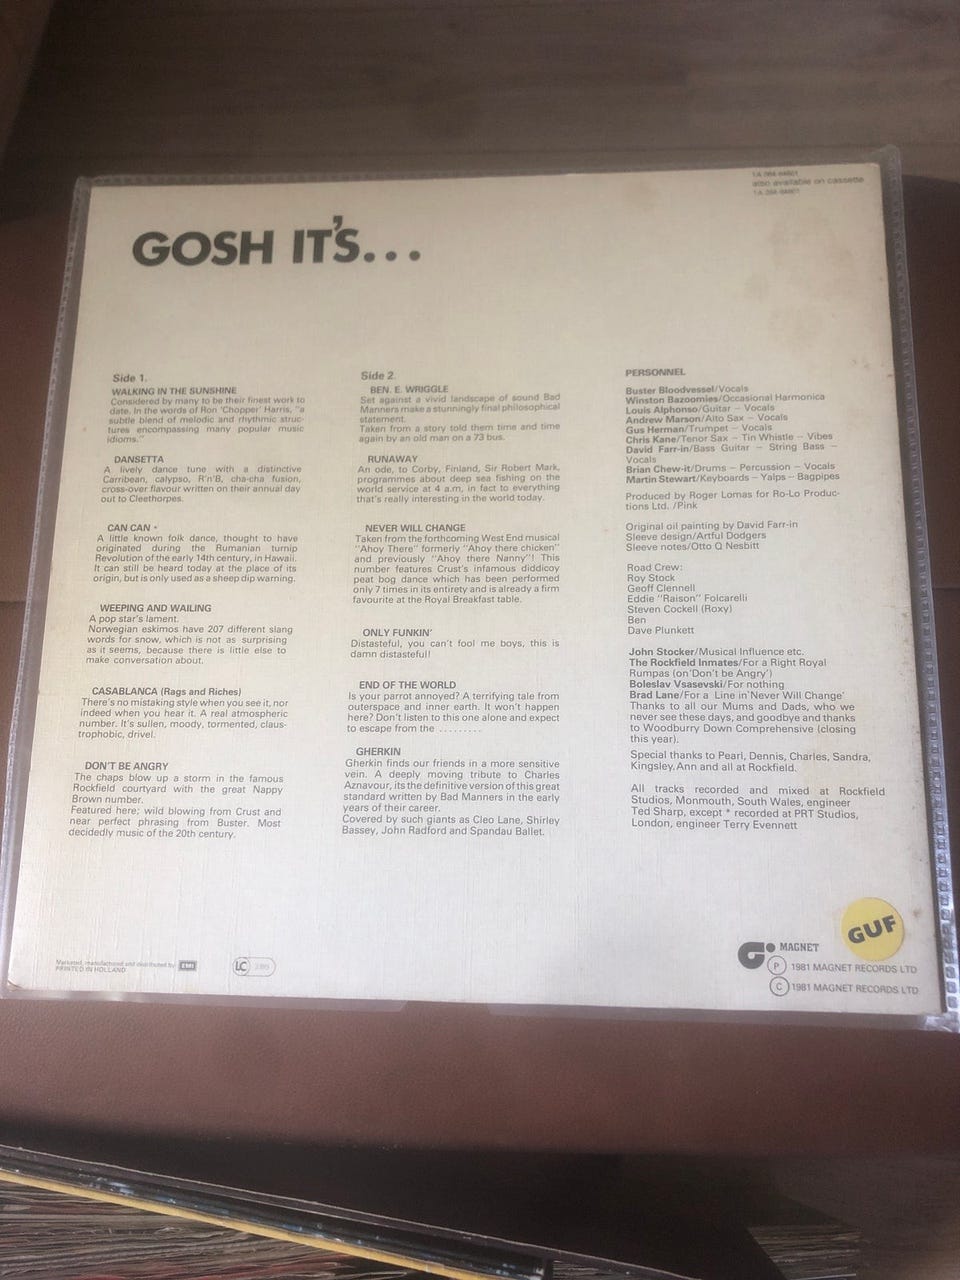 also available on cassette
GOSH IT'S...
Side 1.
WALKING IN THE SUNSHINE
Considered by many to be their finest work to
date. In the words of Ron 'Chopper' Harris, "a
subtle blend of melodic and rhythmic struc-
tures encompassing many popular music
idioms."
DANSETTA
A lively dance tune with a distinctive
Carribean, calypso, R'n'B, cha-cha fusion,
cross-over flavour written on their annual day
out to Cleethorpes.
CAN CAN *
A little known folk dance, thought to have
originated during the Rumanian turnip
Revolution of the early 14th century, in Hawaii.
It can still be heard today at the place of its
origin, but is only used as a sheep dip warning.
WEEPING AND WAILING
A pop star's lament.
Norwegian eskimos have 207 different slang
words for snow, which is not as surprising
as it seems, because there is little else to
make conversation about.
CASABLANCA (Rags and Riches)
There's no mistaking style when you see it, nor
indeed when you hear it. A real atmospheric
number. It's sullen, moody, tormented, claus-
trophobic, drivel.
DON'T BE ANGRY
The chaps blow up a storm in the famous
Rockfield courtyard with the great Nappy
Brown number.
Featured here; wild blowing from Crust and
near perfect phrasing from Buster. Most
decidedly music of the 20th century.
Side 2.
BEN. E. WRIGGLE
Set against a vivid landscape of sound Bad
Manners make a stunningly final philosophical
statement.
Taken from a story told them time and time
again by an old man on a 73 bus.
RUNAWAY
An ode, to Corby, Finland, Sir Robert Mark,
programmes about deep sea fishing on the
world service at 4 a.m, in fact to everything
that's really interesting in the world today.
NEVER WILL CHANGE
Taken from the forthcoming West End musical
"Ahoy There" formerly "Ahoy there chicken"
and previously "Ahoy there Nanny"! This
number features Crust's infamous diddicoy
peat bog dance which has been performed
only 7 times in its entirety and is already a firm
favourite at the Royal Breakfast table.
ONLY FUNKIN'
Distasteful, you can't fool me boys, this is
damn distasteful!
END OF THE WORLD
Is your parrot annoyed? A terrifying tale from
outerspace and inner earth. It won't happen
here? Don't listen to this one alone and expect
to escape from the .........
GHERKIN
Gherkin finds our friends in a more sensitive
vein. A deeply moving tribute to Charles
Aznavour, its the definitive version of this great
standard written by Bad Manners in the early
years of their career.
Covered by such giants as Cleo Lane, Shirley
Bassey, John Radford and Spandau Ballet.
PERSONNEL
Buster Bloodvessel/Vocals
Winston Bazoomies/Occasional Harmonica
Louis Alphonso/Guitar – Vocals
Andrew Marson/Alto Sax – Vocals
Gus Herman/Trumpet – Vocals
Chris Kane/Tenor Sax – Tin Whistle – Vibes
David Farr-in/Bass Guitar – String Bass –
Vocals
Brian Chew-it/Drums – Percussion – Vocals
Martin Stewart/Keyboards – Yalps – Bagpipes
Produced by Roger Lomas for Ro-Lo Produc-
tions Ltd. /Pink
Original oil painting by David Farr-in
Sleeve design/Artful Dodgers
Sleeve notes/Otto Q Nesbitt
Road Crew:
Roy Stock
Geoff Clennell
Eddie "Raison" Folcarelli
Steven Cockell (Roxy)
Ben
Dave Plunkett
John Stocker/Musical Influence etc.
The Rockfield Inmates/For a Right Royal
Rumpas (on 'Don't be Angry')
Boleslav Vsasevski/For nothing
Brad Lane/For a Line in 'Never Will Change'
Thanks to all our Mums and Dads, who we
never see these days, and goodbye and thanks
to Woodburry Down Comprehensive (closing
this year).
Special thanks to Pearl, Dennis, Charles, Sandra,
Kingsley. Ann and all at Rockfield.
All tracks recorded and mixed at Rockfield
Studios, Monmouth, South Wales, engineer
Ted Sharp, except * recorded at PRT Studios,
London, engineer Terry Evennett
GUF
Marketed, manufactured and distributed by EMI
PRINTED IN HOLLAND
LC
MAGNET
P 1981 MAGNET RECORDS LTD
C 1981 MAGNET RECORDS LTD